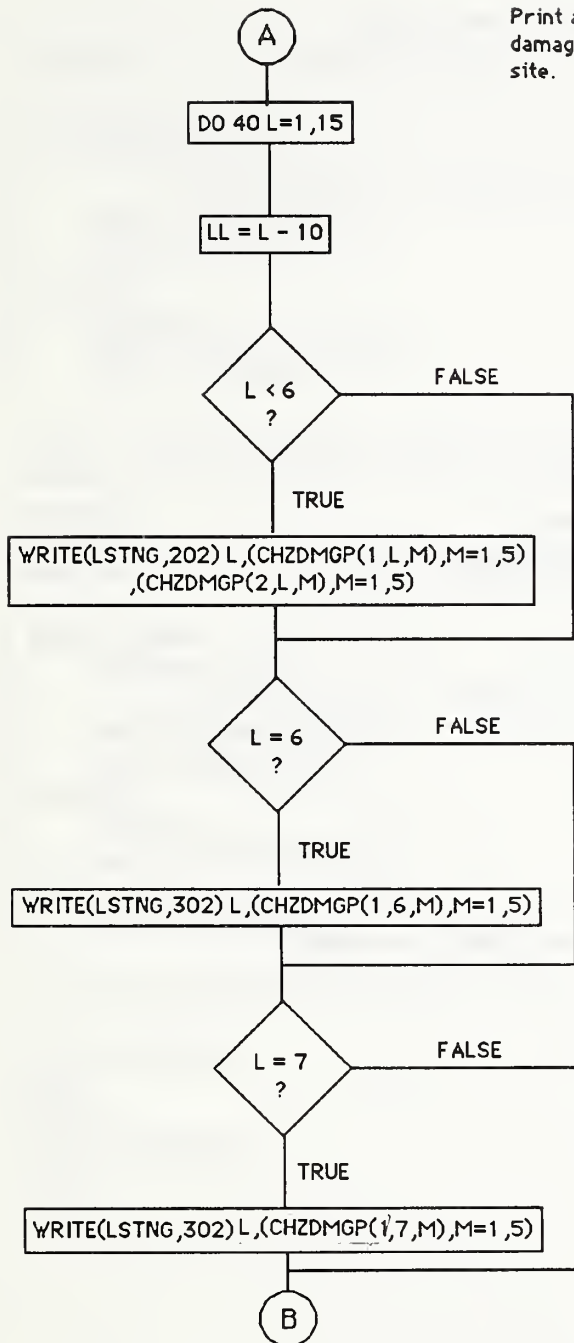 A
Print
damag
site.
DO 40 L=1,15
LL = L - 10
L < 6
?
FALSE
TRUE
WRITE(LSTNG,202) L,(CHZDMGP(1,L,M),M=1,5)
,(CHZDMGP(2,L,M),M=1,5)
L = 6
?
FALSE
TRUE
WRITE(LSTNG,302) L,(CHZDMGP(1,6,M),M=1,5)
L = 7
?
FALSE
TRUE
WRITE(LSTNG,302) L,(CHZDMGP(1,7,M),M=1,5)
B